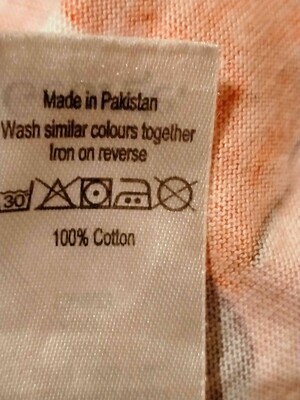 Made in Pakistan
Wash similar colours together
Iron on reverse
30
100% Cotton